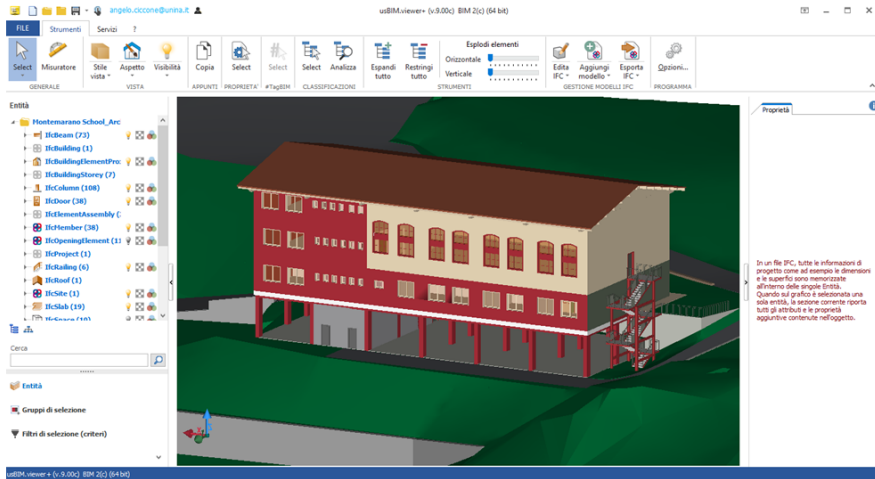 angelo.ciccone@unina.it
usBIM.viewer+ (v.9.00c) BIM 2(c) (64 bit)
FILE Strumenti Servizi ?
Select
Misuratore
Stile vista
Aspetto
Visibilità
Copia
Select
Select
Select
Analizza
Espandi tutto
Restringi tutto
Esplodi elementi
Orizzontale
Verticale
Edita IFC
Aggiungi modello
Esporta IFC
Opzioni...
GENERALE VISTA APPUNTI PROPRIETA' #TagBIM CLASSIFICAZIONI STRUMENTI GESTIONE MODELLI IFC PROGRAMMA
Entità
Montemarano School_Arc
IfcBeam (73)
IfcBuilding (1)
IfcBuildingElementPro:
IfcBuildingStorey (7)
IfcColumn (108)
IfcDoor (38)
IfcElementAssembly (
IfcMember (38)
IfcOpeningElement (1
IfcProject (1)
IfcRailing (6)
IfcRoof (1)
IfcSite (1)
IfcSlab (19)
IfcSpace (10)
Cerca
Entità
Gruppi di selezione
Filtri di selezione (criteri)
Proprietà
In un file IFC, tutte le informazioni di
progetto come ad esempio le dimensioni
e le superfici sono memorizzate
all'interno delle singole Entità.
Quando sul grafico è selezionata una
sola entità, la sezione corrente riporta
tutti gli attributi e le proprietà
aggiuntive contenute nell'oggetto.
usBIM.viewer+ (v.9.00c) BIM 2(c) (64 bit)